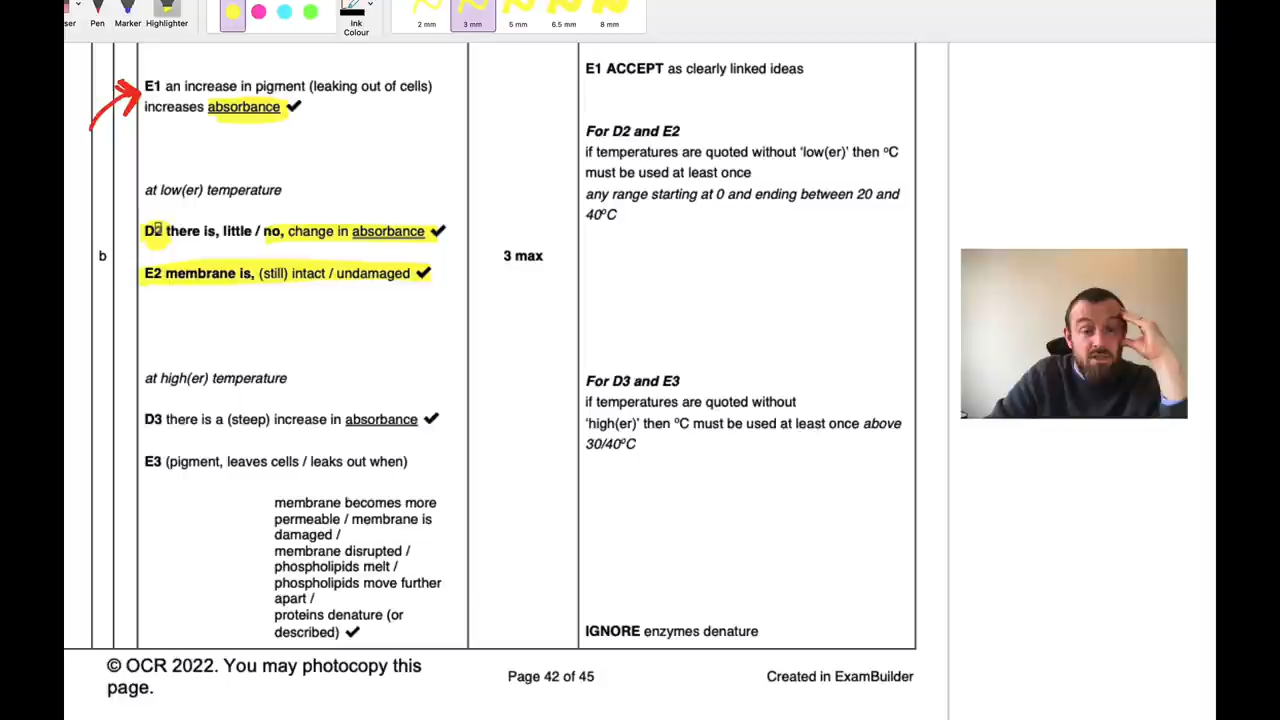 ser
Pen
Marker
Highlighter
Ink
Colour
2 mm
3 mm
5 mm
6.5 mm
8 mm
E1 an increase in pigment (leaking out of cells)
increases absorbance ✔
E1 ACCEPT as clearly linked ideas
For D2 and E2
if temperatures are quoted without ‘low(er)’ then ºC
must be used at least once
any range starting at 0 and ending between 20 and
40ºC
at low(er) temperature
D2 there is, little / no, change in absorbance ✔
b
3 max
E2 membrane is, (still) intact / undamaged ✔
at high(er) temperature
For D3 and E3
if temperatures are quoted without
‘high(er)’ then ºC must be used at least once above
30/40ºC
D3 there is a (steep) increase in absorbance ✔
E3 (pigment, leaves cells / leaks out when)
membrane becomes more
permeable / membrane is
damaged /
membrane disrupted /
phospholipids melt /
phospholipids move further
apart /
proteins denature (or
described) ✔
IGNORE enzymes denature
© OCR 2022. You may photocopy this
page.
Page 42 of 45
Created in ExamBuilder